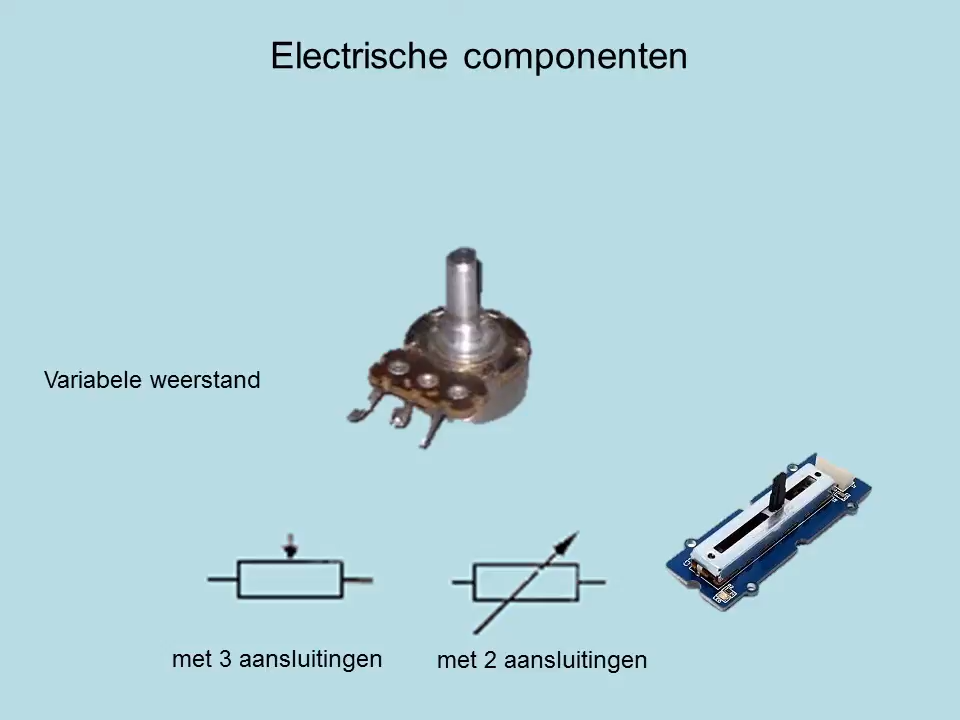 Electrische componenten
Variabele weerstand
met 3 aansluitingen
met 2 aansluitingen